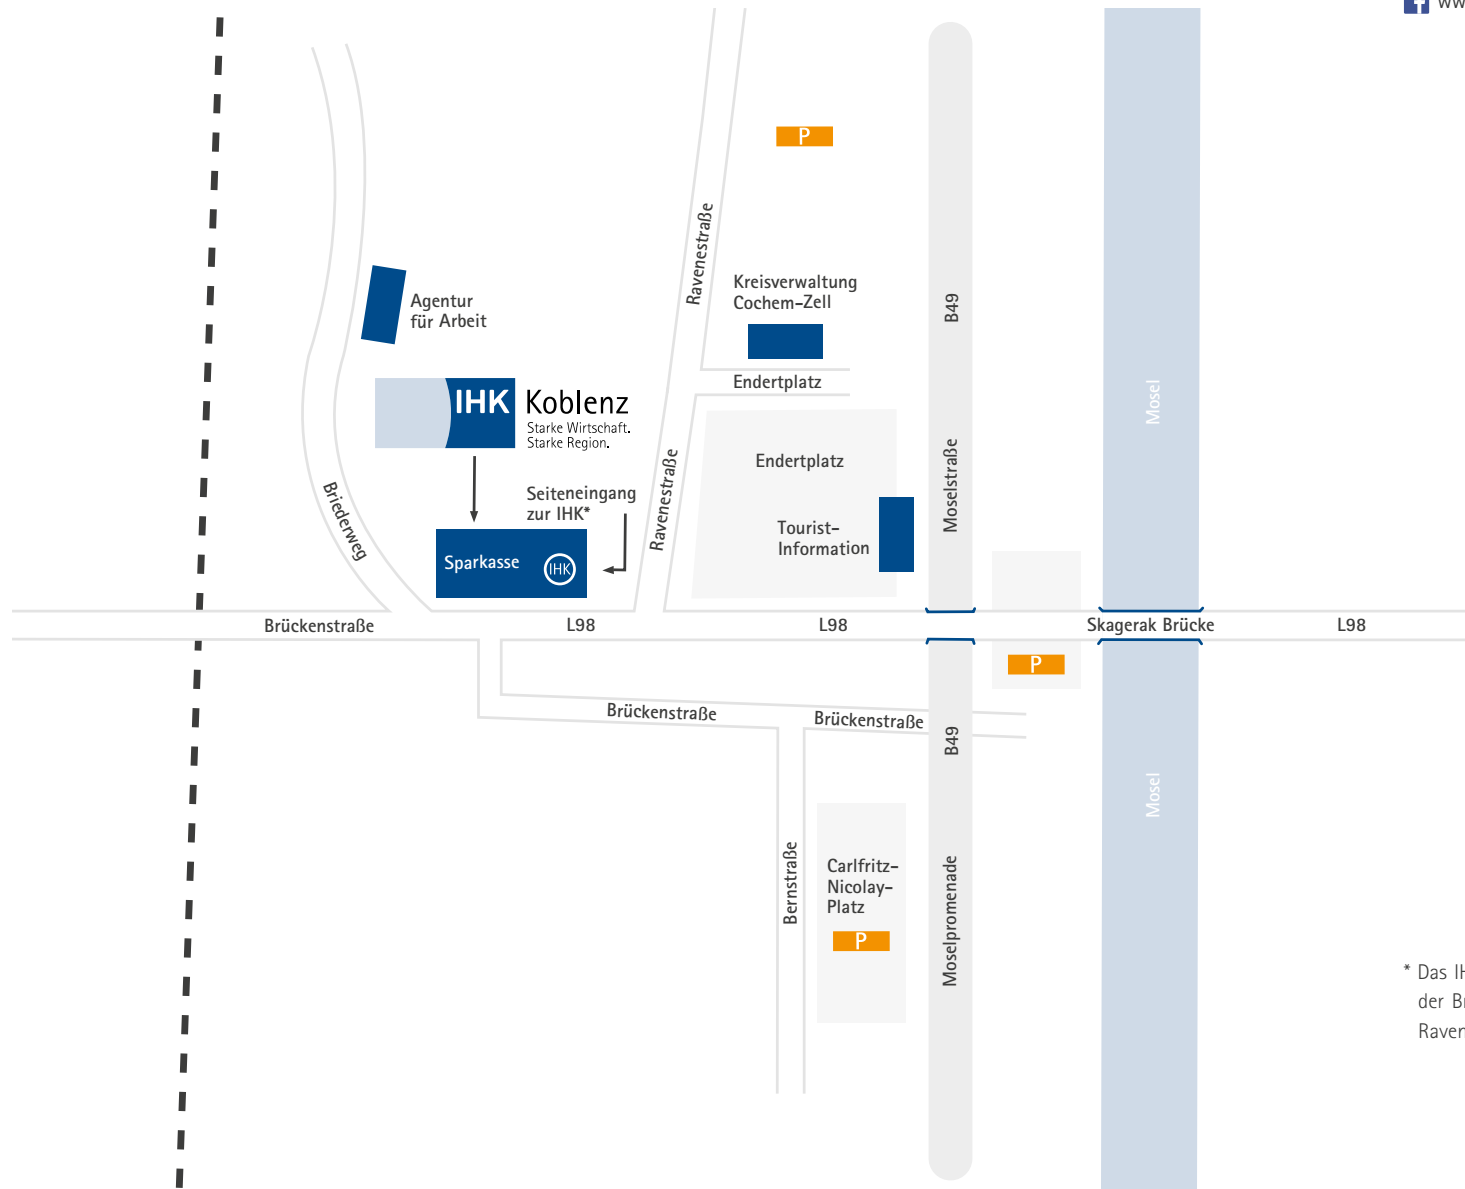 P
Ravenestraße
Kreisverwaltung
Cochem-Zell
B49
Agentur
für Arbeit
Mosel
Endertplatz
IHK Koblenz
Starke Wirtschaft.
Starke Region.
Endertplatz
Moselstraße
Seiteneingang
zur IHK*
Ravenestraße
Briederweg
Tourist-
Information
Sparkasse
IHK
Brückenstraße
L98
L98
Skagerak Brücke
L98
P
Brückenstraße
Brückenstraße
B49
Mosel
Bernstraße
Carlfritz-
Nicolay-
Platz
P
Moselpromenade
* Das
der